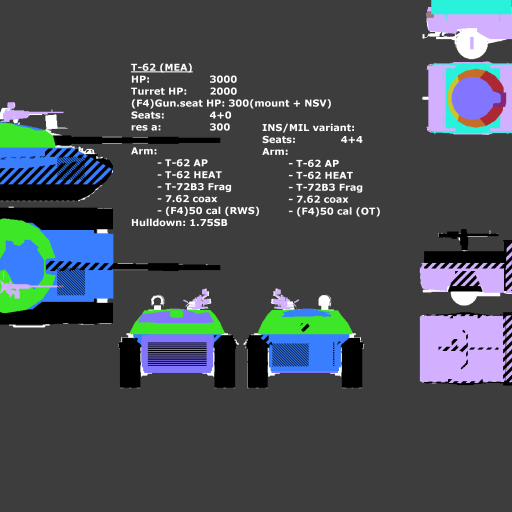 T-62 (MEA)
HP: 3000
Turret HP: 2000
(F4)Gun.seat HP: 300(mount + NSV)
Seats: 4+0
res a: 300
Arm:
- T-62 AP
- T-62 HEAT
- T-72B3 Frag
- 7.62 coax
- (F4)50 cal (RWS)
Hulldown: 1.75SB
INS/MIL variant:
Seats: 4+4
Arm:
- T-62 AP
- T-62 HEAT
- T-72B3 Frag
- 7.62 coax
- (F4)50 cal (OT)